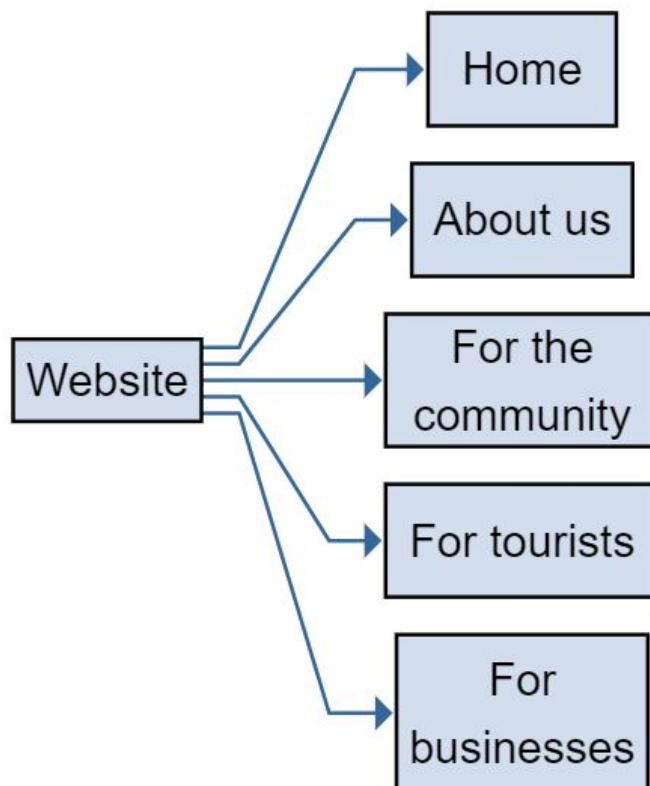 Home
About us
Website
For the
community
For tourists
For
businesses